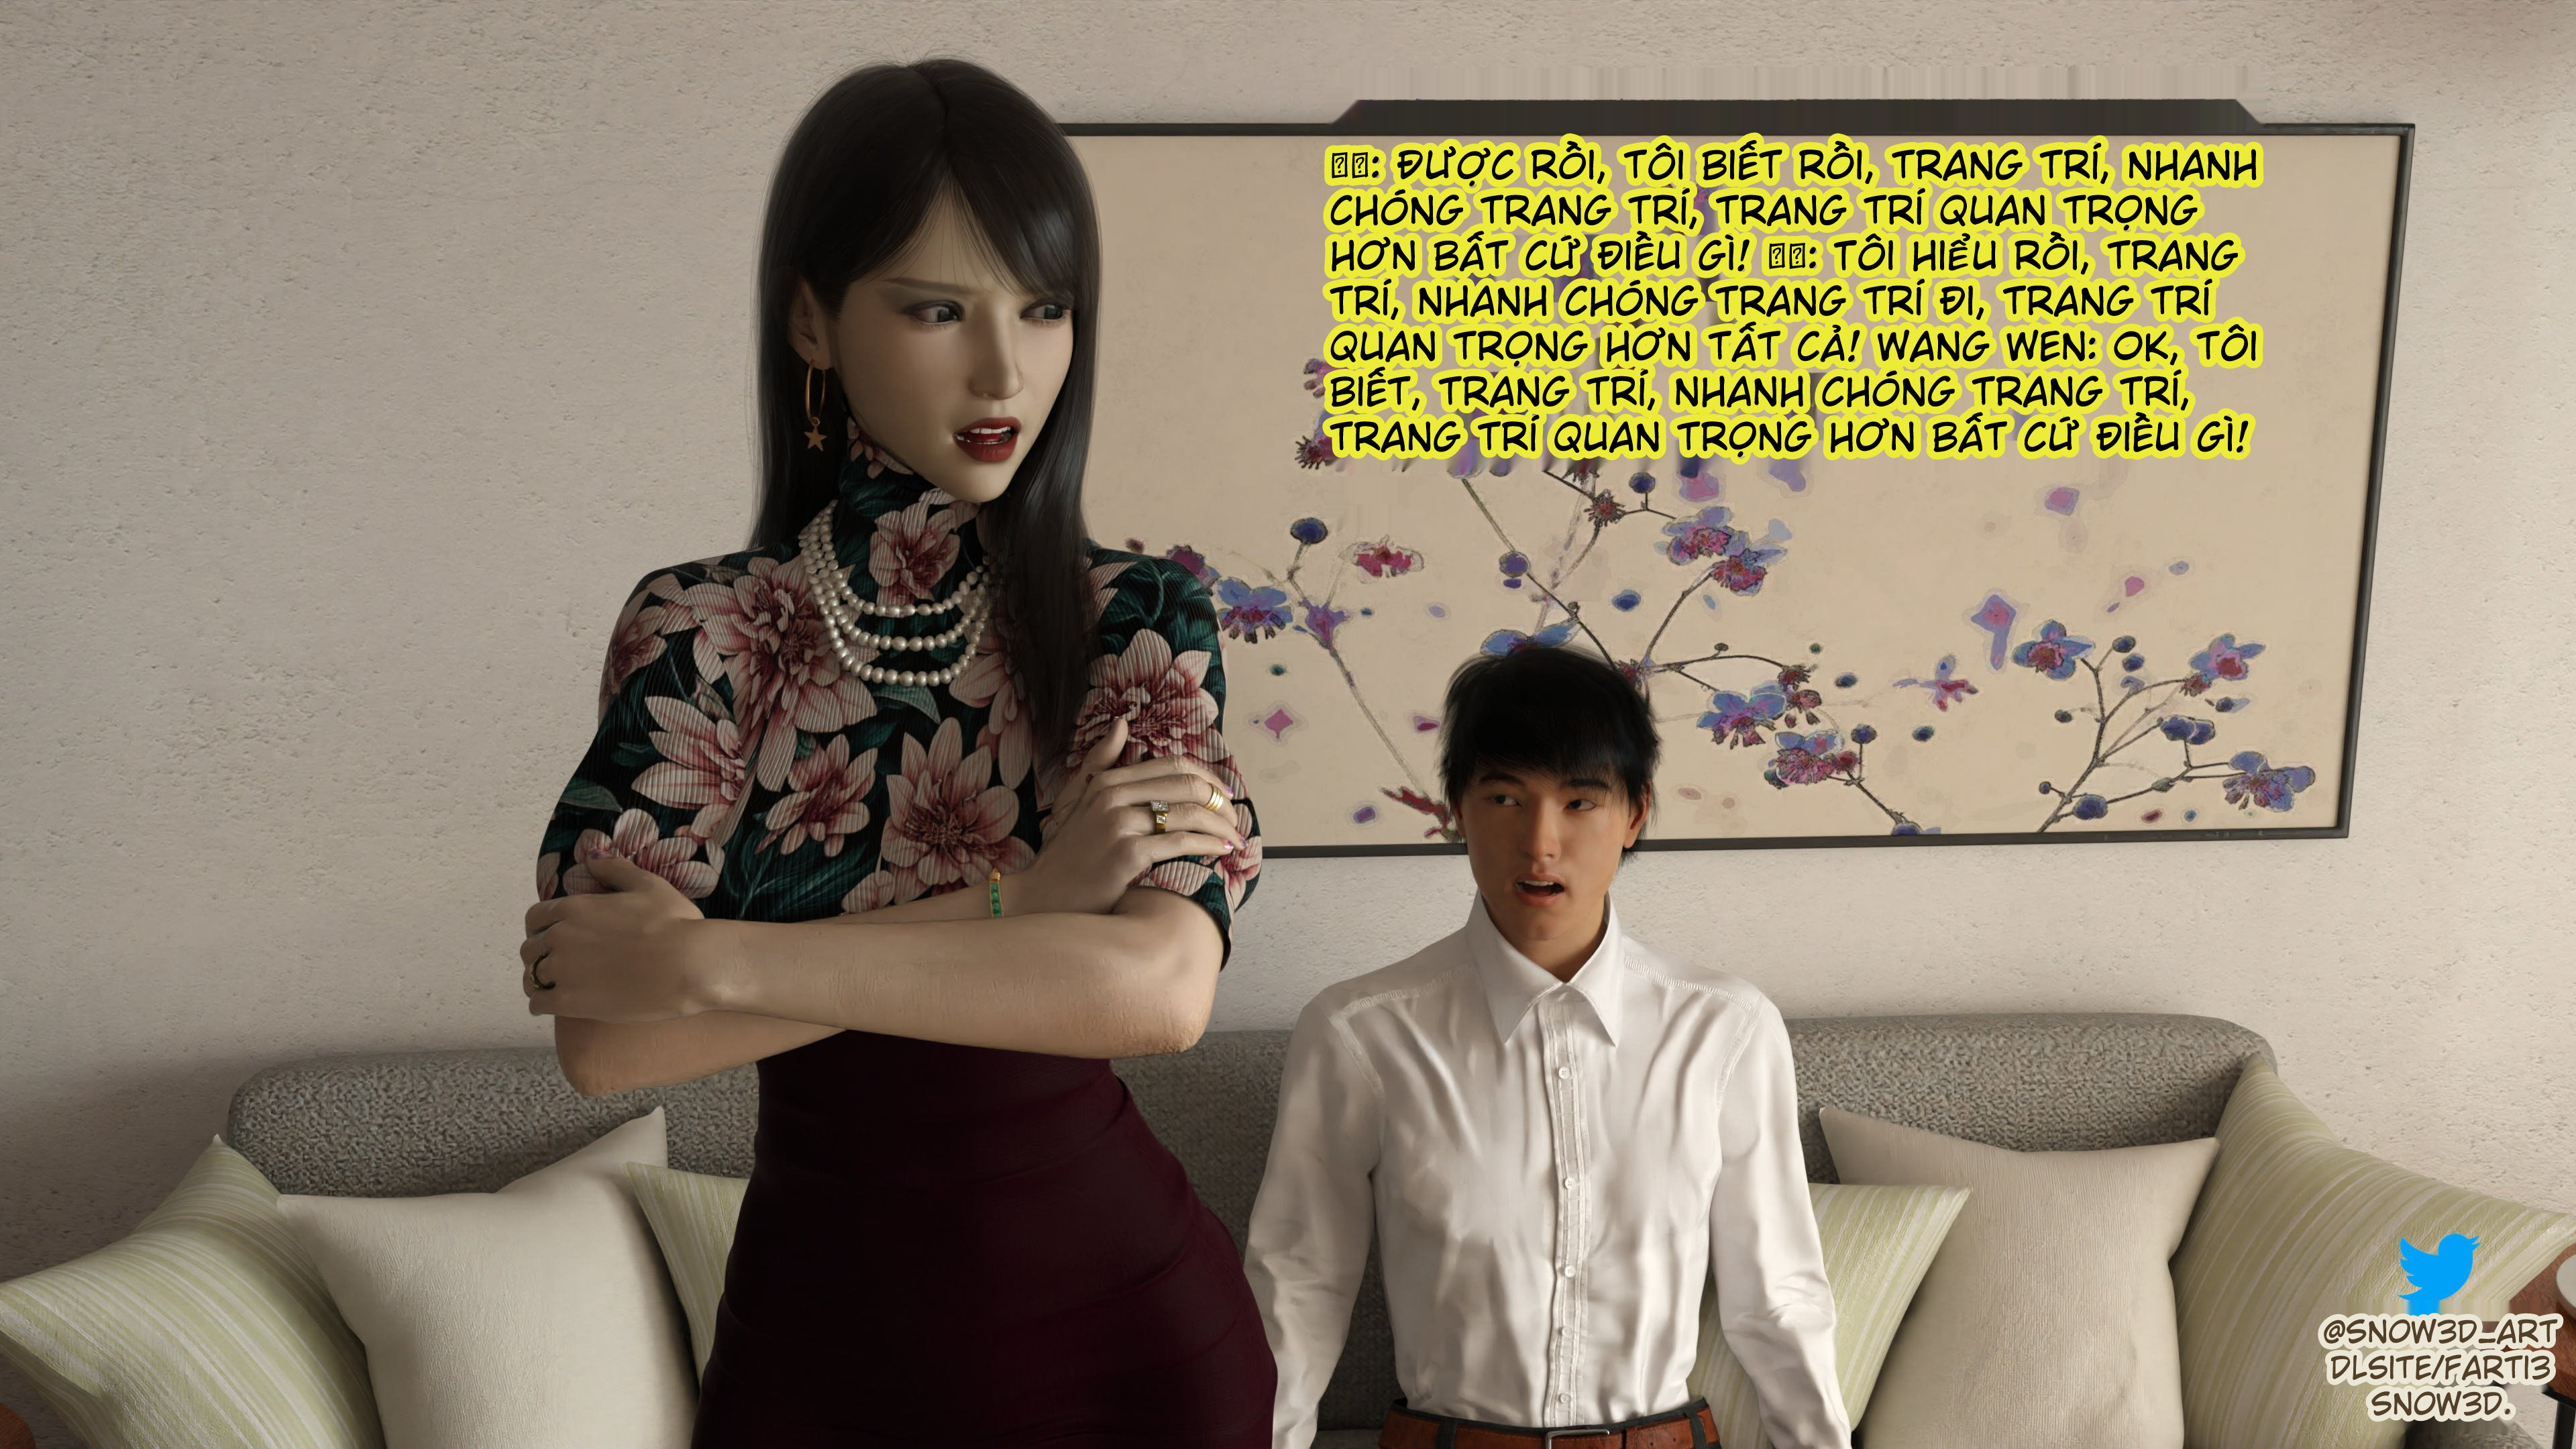 : ĐƯỢC RỒI, TÔI BIẾT RỒI, TRANG TRÍ, NHANH
CHÓNG TRANG TRÍ, TRANG TRÍ QUAN TRỌNG
HƠN BẤT CỨ ĐIỀU GÌ! : TÔI HIỂU RỒI, TRANG
TRÍ, NHANH CHÓNG TRANG TRÍ ĐI, TRANG TRÍ
QUAN TRỌNG HƠN TẤT CẢ! WANG WEN: OK, TÔI
BIẾT, TRANG TRÍ, NHANH CHÓNG TRANG TRÍ,
TRANG TRÍ QUAN TRỌNG HƠN BẤT CỨ ĐIỀU GÌ!
@SNOW3D_ART
DLSITE/FARTI3
SNOW3D.